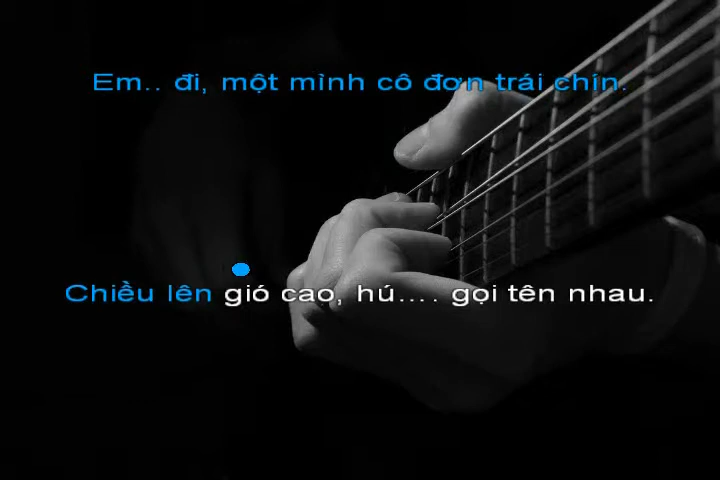 Em.. đi, một mình cô đơn trái chín.
Chiều lên gió cao, hú.... gọi tên nhau.